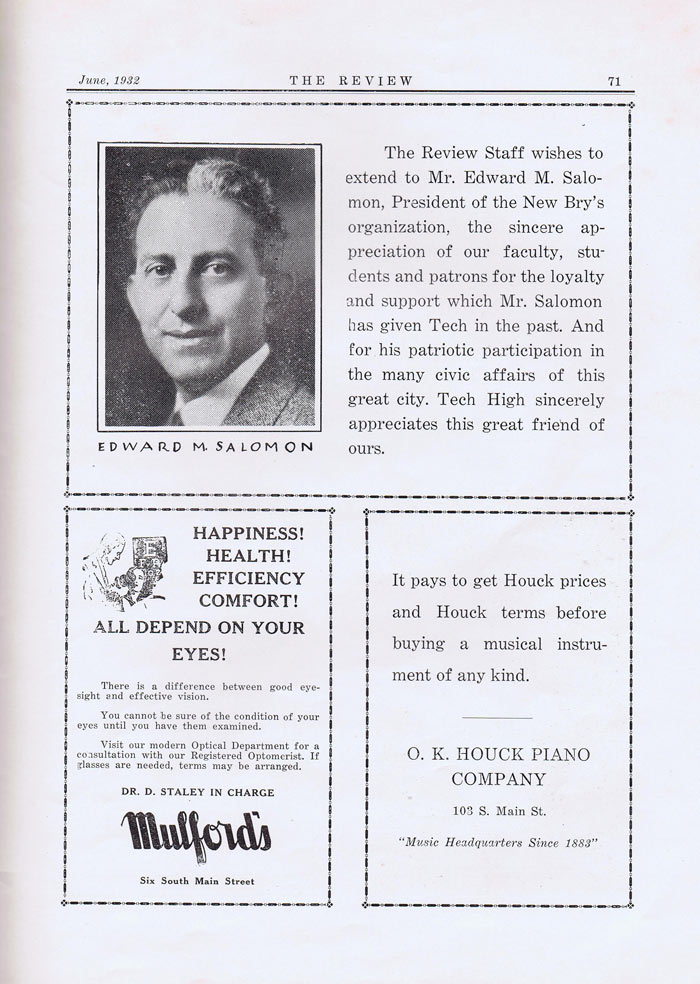 June, 1932 THE REVIEW 71
The Review Staff wishes to
extend to Mr. Edward M. Salo-
mon, President of the New Bry's
organization, the sincere ap-
preciation of our faculty, stu-
dents and patrons for the loyalty
and support which Mr. Salomon
has given Tech in the past. And
for his patriotic participation in
the many civic affairs of this
great city. Tech High sincerely
appreciates this great friend of
ours.
EDWARD M. SALOMON
HAPPINESS!
HEALTH!
EFFICIENCY
COMFORT!
ALL DEPEND ON YOUR
EYES!
There is a difference between good eye-
sight and effective vision.
You cannot be sure of the condition of your
eyes until you have them examined.
Visit our modern Optical Department for a
consultation with our Registered Optomerist. If
glasses are needed, terms may be arranged.
DR. D. STALEY IN CHARGE
Mulford's
Six South Main Street
It pays to get Houck prices
and Houck terms before
buying a musical instru-
ment of any kind.
O. K. HOUCK PIANO
COMPANY
103 S. Main St.
"Music Headquarters Since 1883"